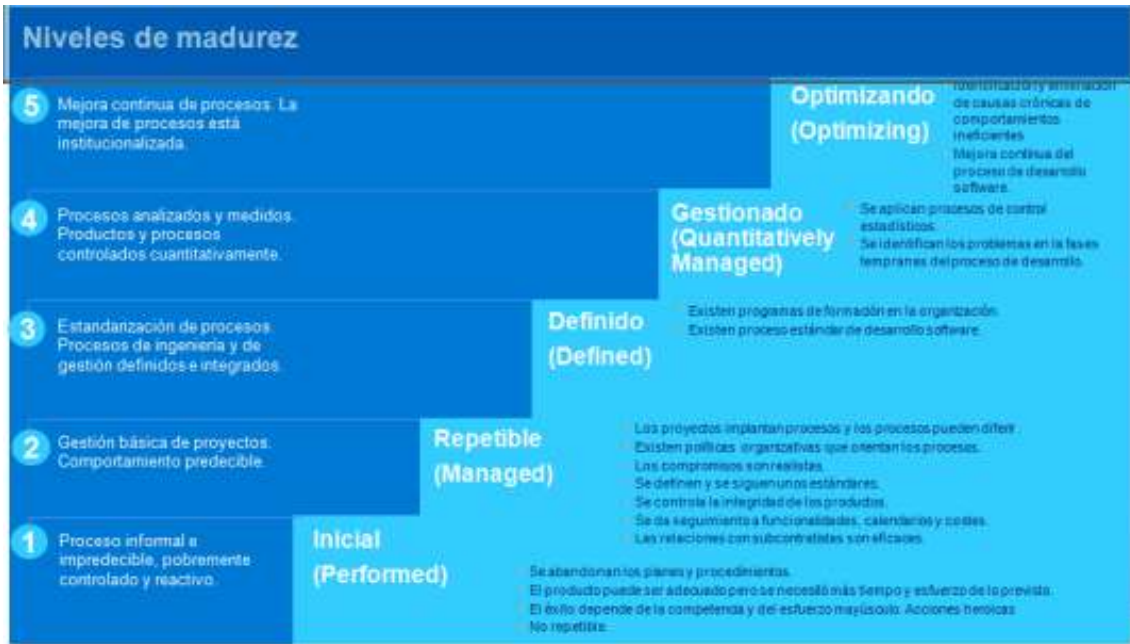 Niveles de madurez
5
Mejora continua de procesos. La
mejora de procesos está
institucionalizada.
Optimizando
(Optimizing)
de causas crónicas de
comportamientos
ineficientes
Mejora continua del
proceso de desarrollo
software.
4
Procesos analizados y medidos.
Productos y procesos
controlados cuantitativamente.
Gestionado
(Quantitatively
Managed)
Se aplican procesos de control
estadísticos.
Se identifican los problemas en la fases
tempranas del proceso de desarrollo.
3
Estandarización de procesos.
Procesos de ingeniería y de
gestión definidos e integrados.
Definido
(Defined)
Existen programas de formación en la organización.
Existen proceso estándar de desarrollo software.
2
Gestión básica de proyectos.
Comportamiento predecible.
Repetible
(Managed)
Los proyectos implantan procesos y los procesos pueden diferir.
Existen políticas organizativas que orientan los procesos.
Los compromisos son realistas.
Se definen y se siguen unos estándares.
Se controla la integridad de los productos.
Se da seguimiento a funcionalidades, calendarios y costes.
Las relaciones con subcontratistas son eficaces.
1
Proceso informal e
impredecible, pobremente
controlado y reactivo.
Inicial
(Performed)
Se abandonan los planes y procedimientos.
El producto puede ser adecuado pero se necesitó más tiempo y esfuerzo de lo previsto.
El éxito depende de la competencia y del esfuerzo mayúsculo. Acciones heroicas
No repetible.